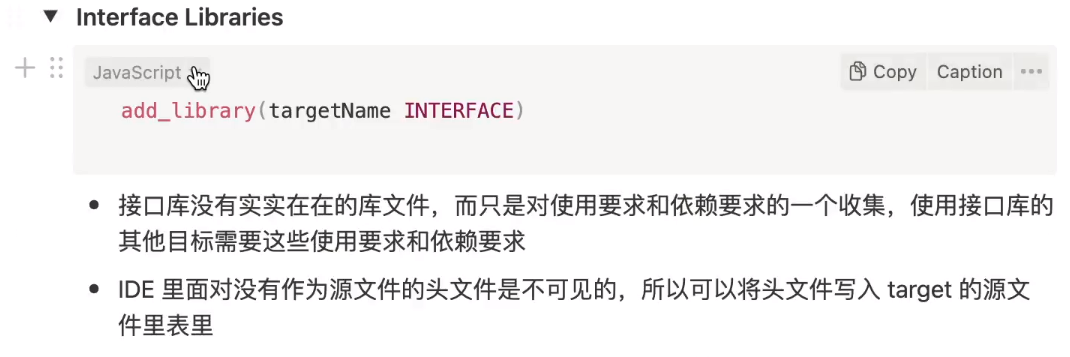 Interface Libraries
JavaScript
Copy Caption
add_library(targetName INTERFACE)
接口库没有实实在在的库文件，而只是对使用要求和依赖要求的一个收集，使用接口库的
其他目标需要这些使用要求和依赖要求
IDE 里面对没有作为源文件的头文件是不可见的，所以可以将头文件写入 target 的源文
件里表里